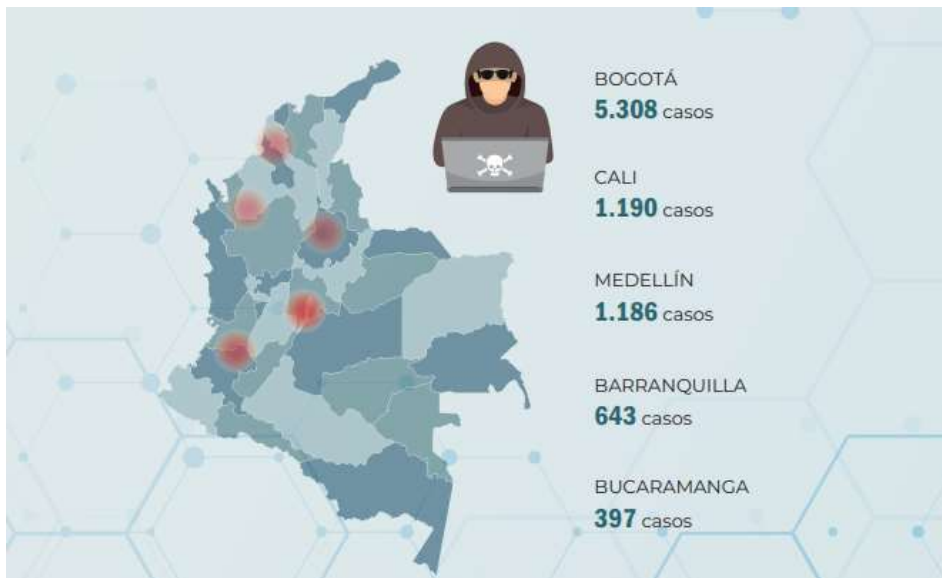 BOGOTÁ
5.308 casos
CALI
1.190 casos
MEDELLÍN
1.186 casos
BARRANQUILLA
643 casos
BUCARAMANGA
397 casos